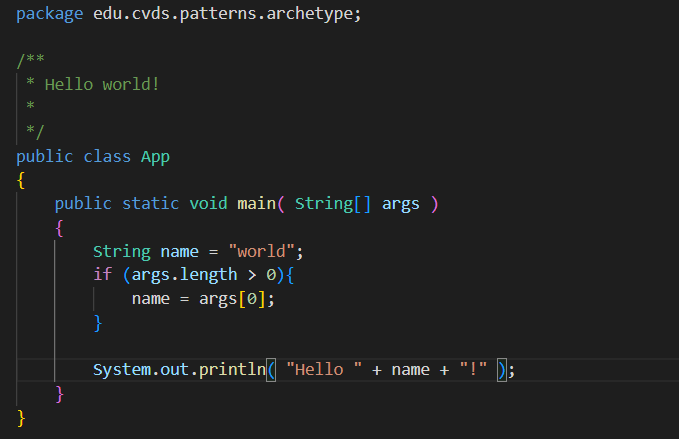 package edu.cvds.patterns.archetype;
/**
 * Hello world!
 *
 */
public class App
{
    public static void main( String[] args )
    {
        String name = "world";
        if (args.length > 0){
            name = args[0];
        }
        System.out.println( "Hello " + name + "!" );
    }
}